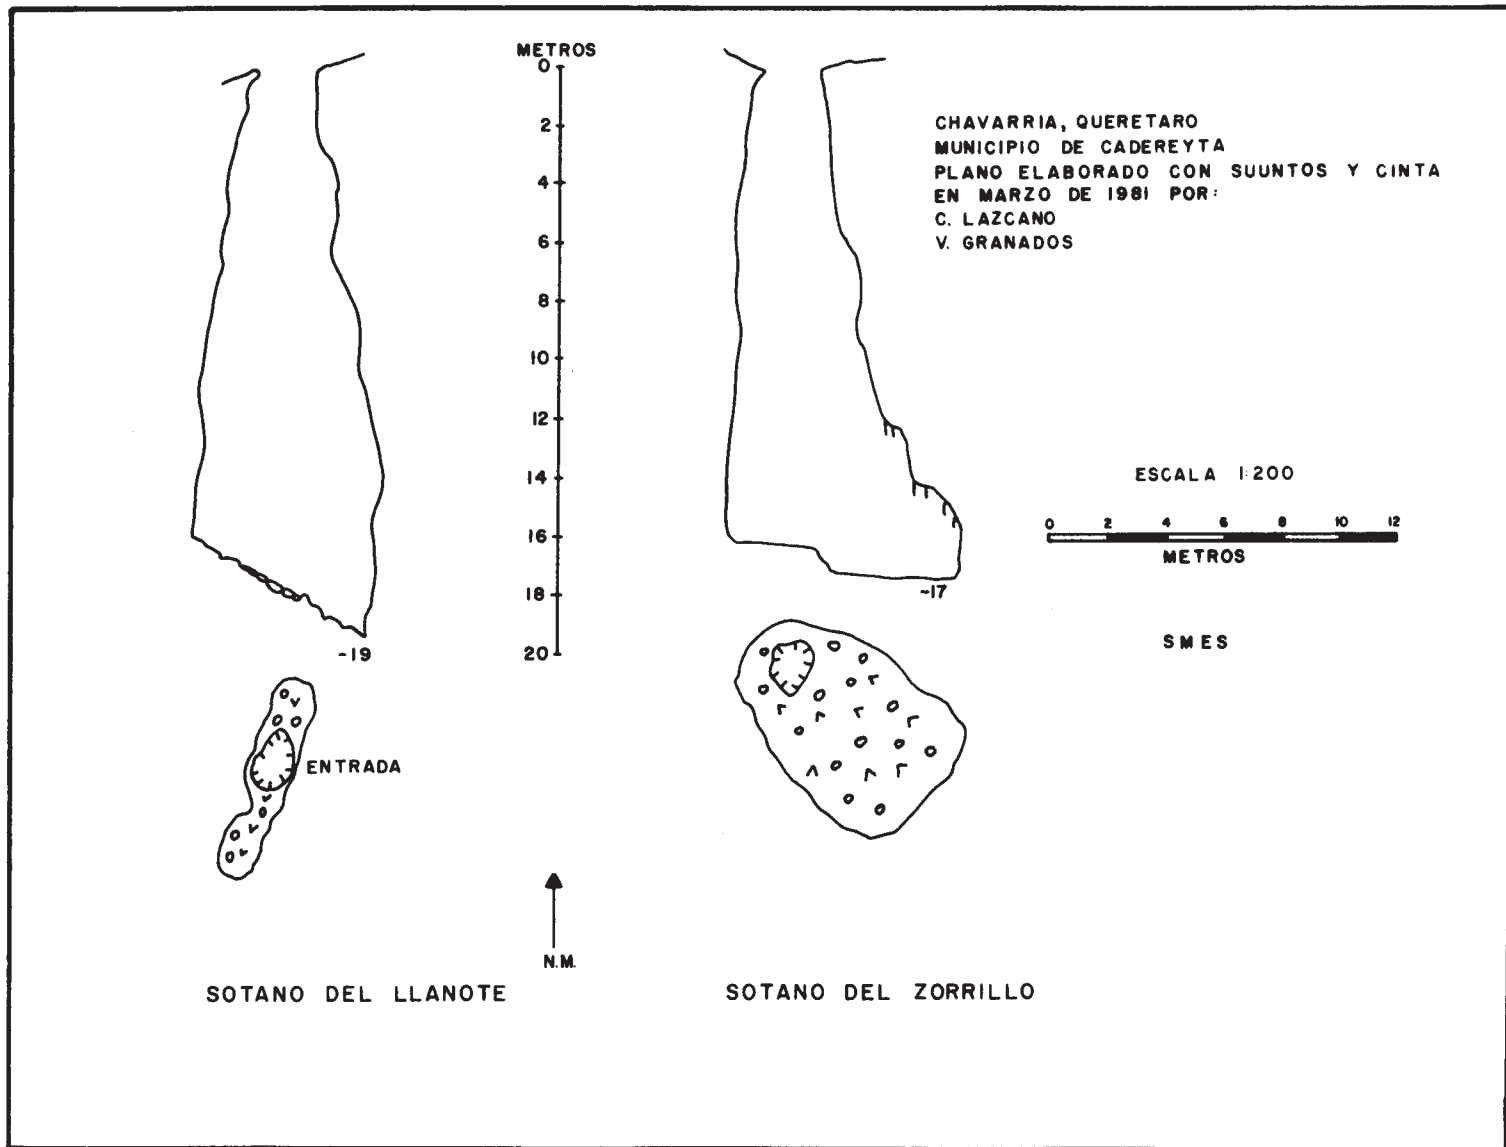 METROS
0
2
4
6
8
10
12
14
16
18
20
-19
ENTRADA
-17
CHAVARRIA, QUERETARO
MUNICIPIO DE CADEREYTA
PLANO ELABORADO CON SUUNTOS Y CINTA
EN MARZO DE 1981 POR:
C. LAZCANO
V. GRANADOS
ESCALA 1:200
0 2 4 6 8 10 12
METROS
SMES
N.M.
SOTANO DEL LLANOTE
SOTANO DEL ZORRILLO